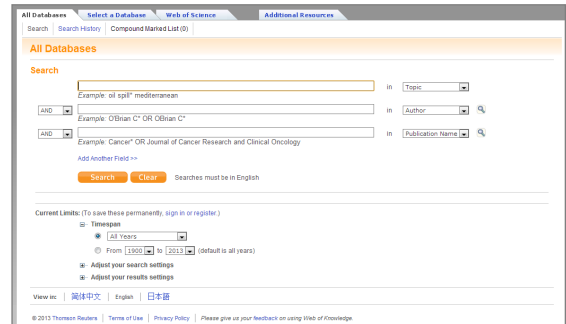 All Databases Select a Database Web of Science Additional Resources
Search Search History Compound Marked List (0)
All Databases
Search
in Topic
Example: oil spill* mediterranean
AND in Author
Example: O'Brian C* OR OBrian C*
AND in Publication Name
Example: Cancer* OR Journal of Cancer Research and Clinical Oncology
Add Another Field >>
Search Clear Searches must be in English
Current Limits: (To save these permanently, sign in or register.)
Timespan
All Years
From 1900 to 2013 (default is all years)
Adjust your search settings
Adjust your results settings
View in: 简体中文 English 日本語
© 2013 Thomson Reuters Terms of Use Privacy Policy Please give us your feedback on using Web of Knowledge.